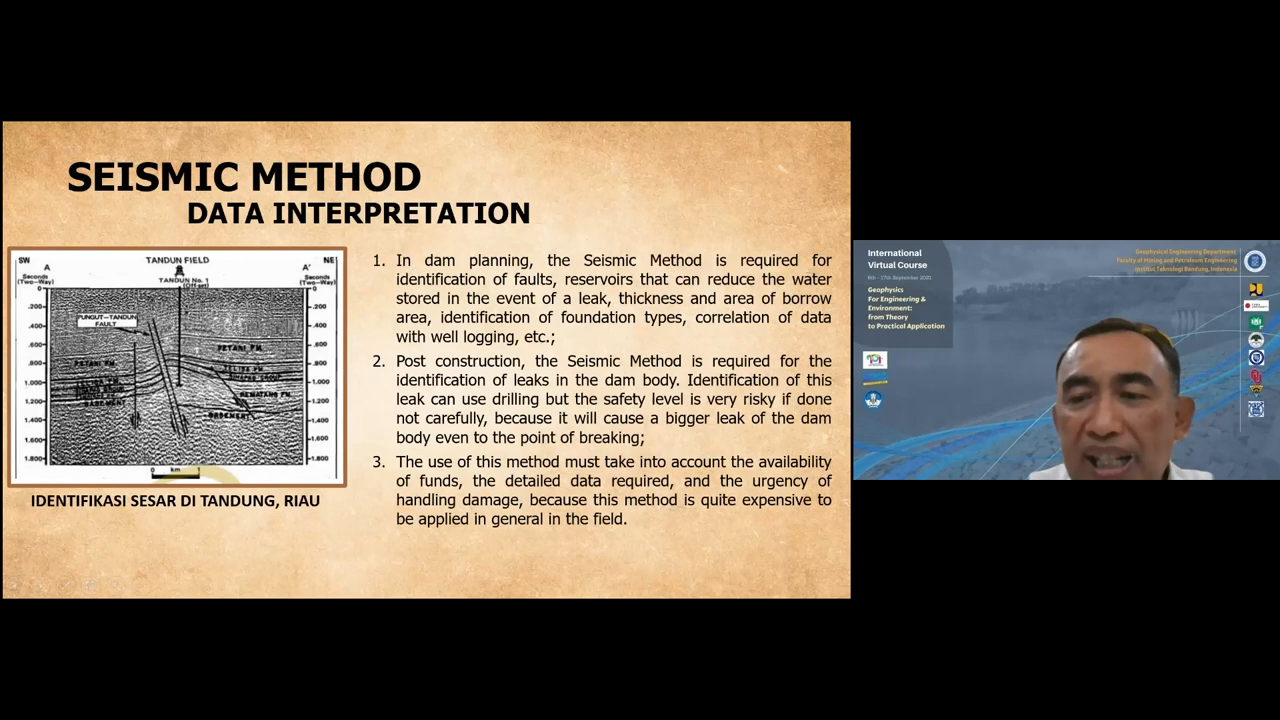 SEISMIC METHOD
DATA INTERPRETATION
SW
TANDUN FIELD
NE
A
A'
Seconds
(Two-Way)
TANDUN No. 1
(Off-set)
Seconds
(Two-Way)
0
0
.200
.200
.400
.400
.600
.600
.800
.800
1.000
1.000
1.200
1.200
1.400
1.400
1.600
1.600
1.800
1.800
PUNGUT-TANDUN
FAULT
PETANI FM
PETANI FM
PEMATANG FM
BASEMENT
BASEMENT
0 km
IDENTIFIKASI SESAR DI TANDUNG, RIAU
1. In dam planning, the Seismic Method is required for
identification of faults, reservoirs that can reduce the water
stored in the event of a leak, thickness and area of borrow
area, identification of foundation types, correlation of data
with well logging, etc.;
2. Post construction, the Seismic Method is required for the
identification of leaks in the dam body. Identification of this
leak can use drilling but the safety level is very risky if done
not carefully, because it will cause a bigger leak of the dam
body even to the point of breaking;
3. The use of this method must take into account the availability
of funds, the detailed data required, and the urgency of
handling damage, because this method is quite expensive to
be applied in general in the field.
International
Virtual Course
6th - 17th September 2021
Geophysics
For Engineering &
Environment:
from Theory
to Practical Application
Geophysical Engineering Department
Faculty of Mining and Petroleum Engineering
Institut Teknologi Bandung, Indonesia